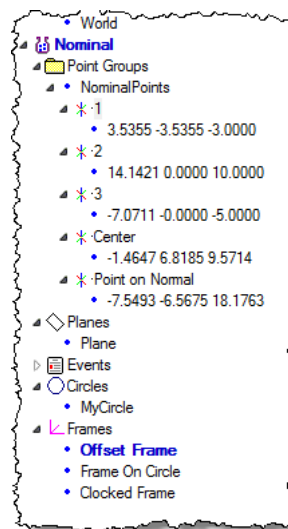 World
Nominal
Point Groups
NominalPoints
1
3.5355 -3.5355 -3.0000
2
14.1421 0.0000 10.0000
3
-7.0711 -0.0000 -5.0000
Center
-1.4647 6.8185 9.5714
Point on Normal
-7.5493 -6.5675 18.1763
Planes
Plane
Events
Circles
MyCircle
Frames
Offset Frame
Frame On Circle
Clocked Frame